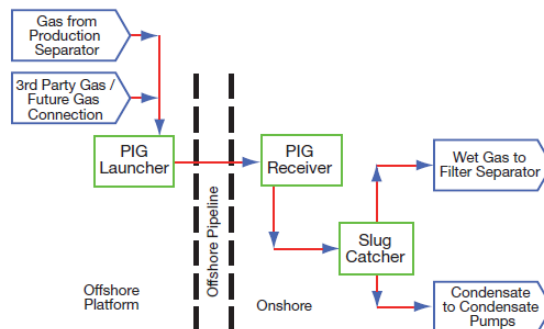 Gas from
Production
Separator
3rd Party Gas /
Future Gas
Connection
PIG
Launcher
Offshore Pipeline
PIG
Receiver
Wet Gas to
Filter Separator
Slug
Catcher
Offshore
Platform
Onshore
Condensate
to Condensate
Pumps